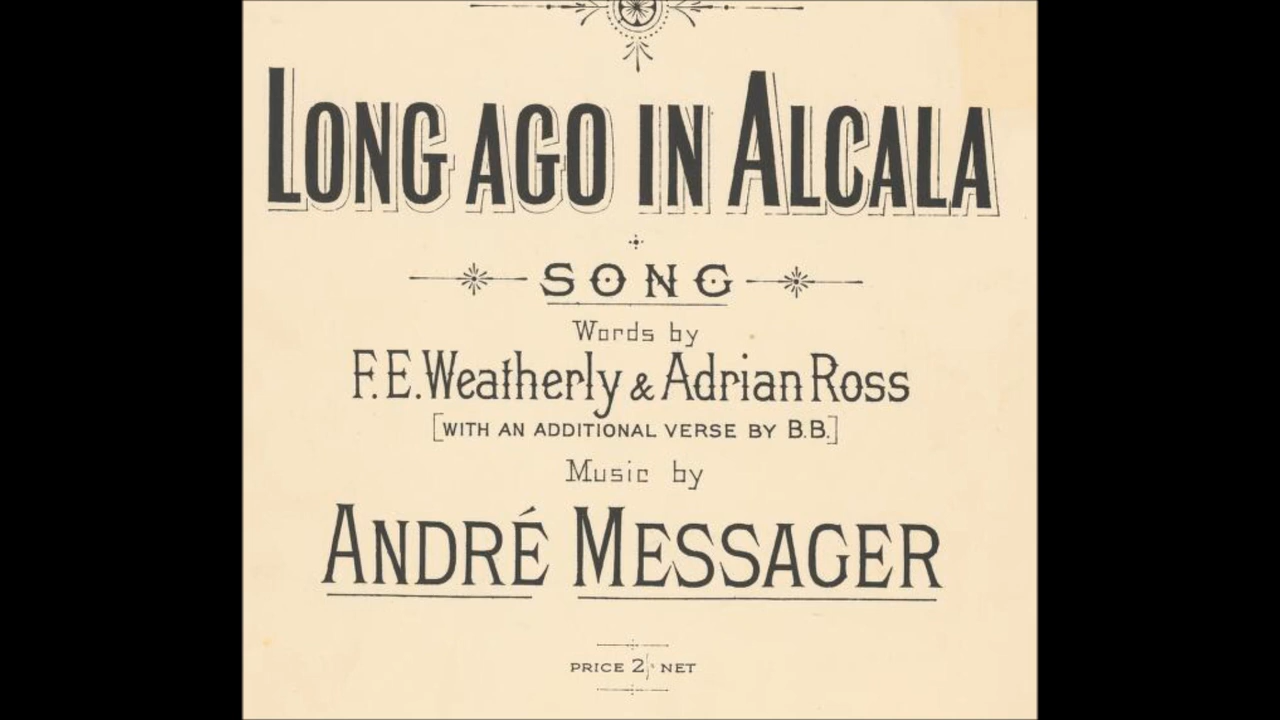 LONG AGO IN ALCALA
SONG
Words by
F.E.Weatherly & Adrian Ross
[WITH AN ADDITIONAL VERSE BY B.B.]
Music by
ANDRÉ MESSAGER
PRICE 2/- NET